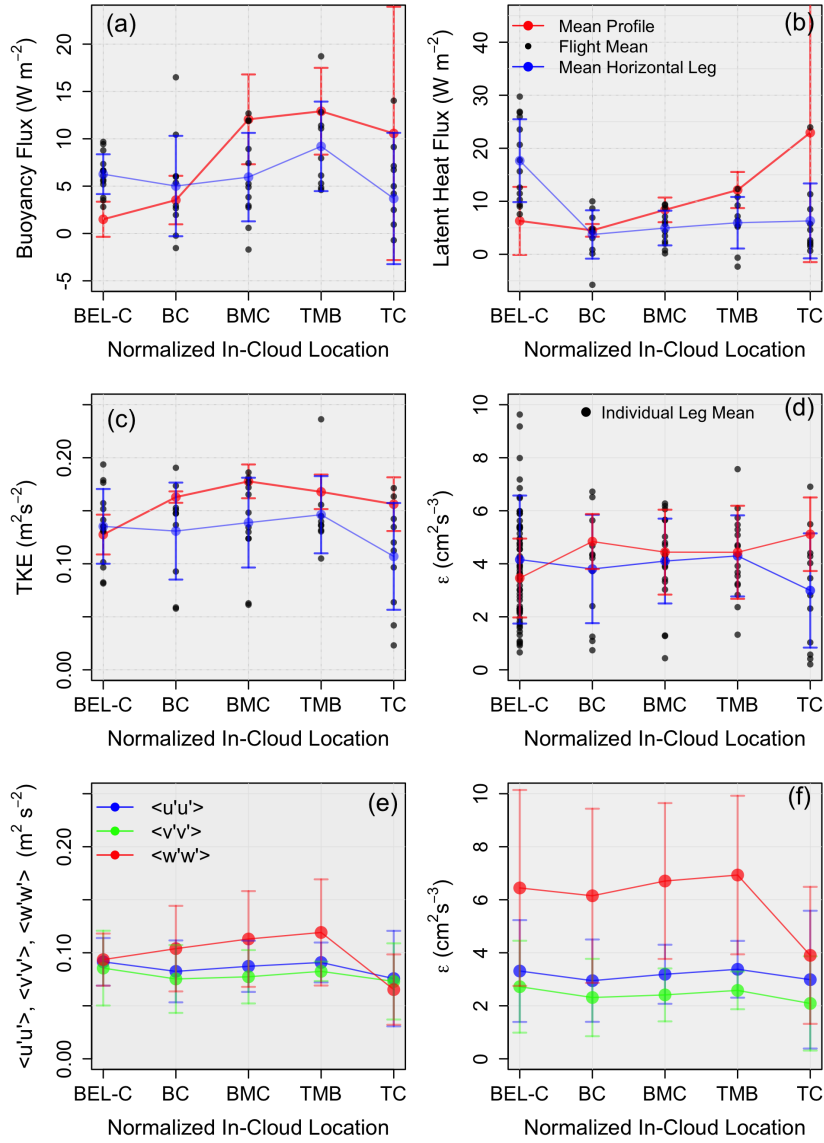 (a)
Buoyancy Flux (W m⁻²)
20
15
10
5
0
-5
BEL-C BC BMC TMB TC
Normalized In-Cloud Location
(b)
Mean Profile
Flight Mean
Mean Horizontal Leg
Latent Heat Flux (W m⁻²)
40
30
20
10
0
BEL-C BC BMC TMB TC
Normalized In-Cloud Location
(c)
TKE (m²s⁻²)
0.20
0.10
0.00
BEL-C BC BMC TMB TC
Normalized In-Cloud Location
(d)
Individual Leg Mean
ε (cm²s⁻³)
10
8
6
4
2
0
BEL-C BC BMC TMB TC
Normalized In-Cloud Location
(e)
<u'u'>
<v'v'>
<w'w'>
<u'u'>, <v'v'>, <w'w'> (m² s⁻²)
0.20
0.10
0.00
BEL-C BC BMC TMB TC
Normalized In-Cloud Location
(f)
ε (cm²s⁻³)
10
8
6
4
2
0
BEL-C BC BMC TMB TC
Normalized In-Cloud Location